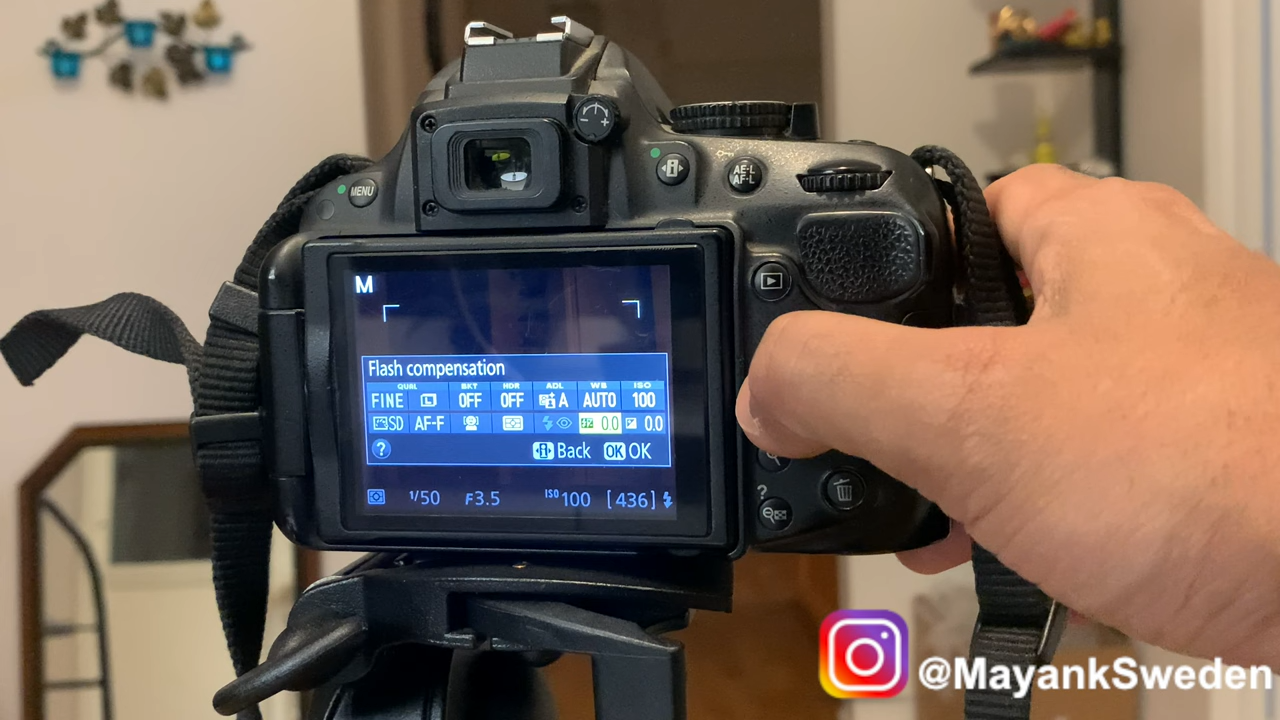 MENU
AE-L
AF-L
M
Flash compensation
QUAL BKT HDR ADL WB ISO
FINE L OFF OFF A AUTO 100
SD AF-F 0.0 0.0
? Back OK OK
1/50 F3.5 ISO 100 [436]
?
@MayankSweden